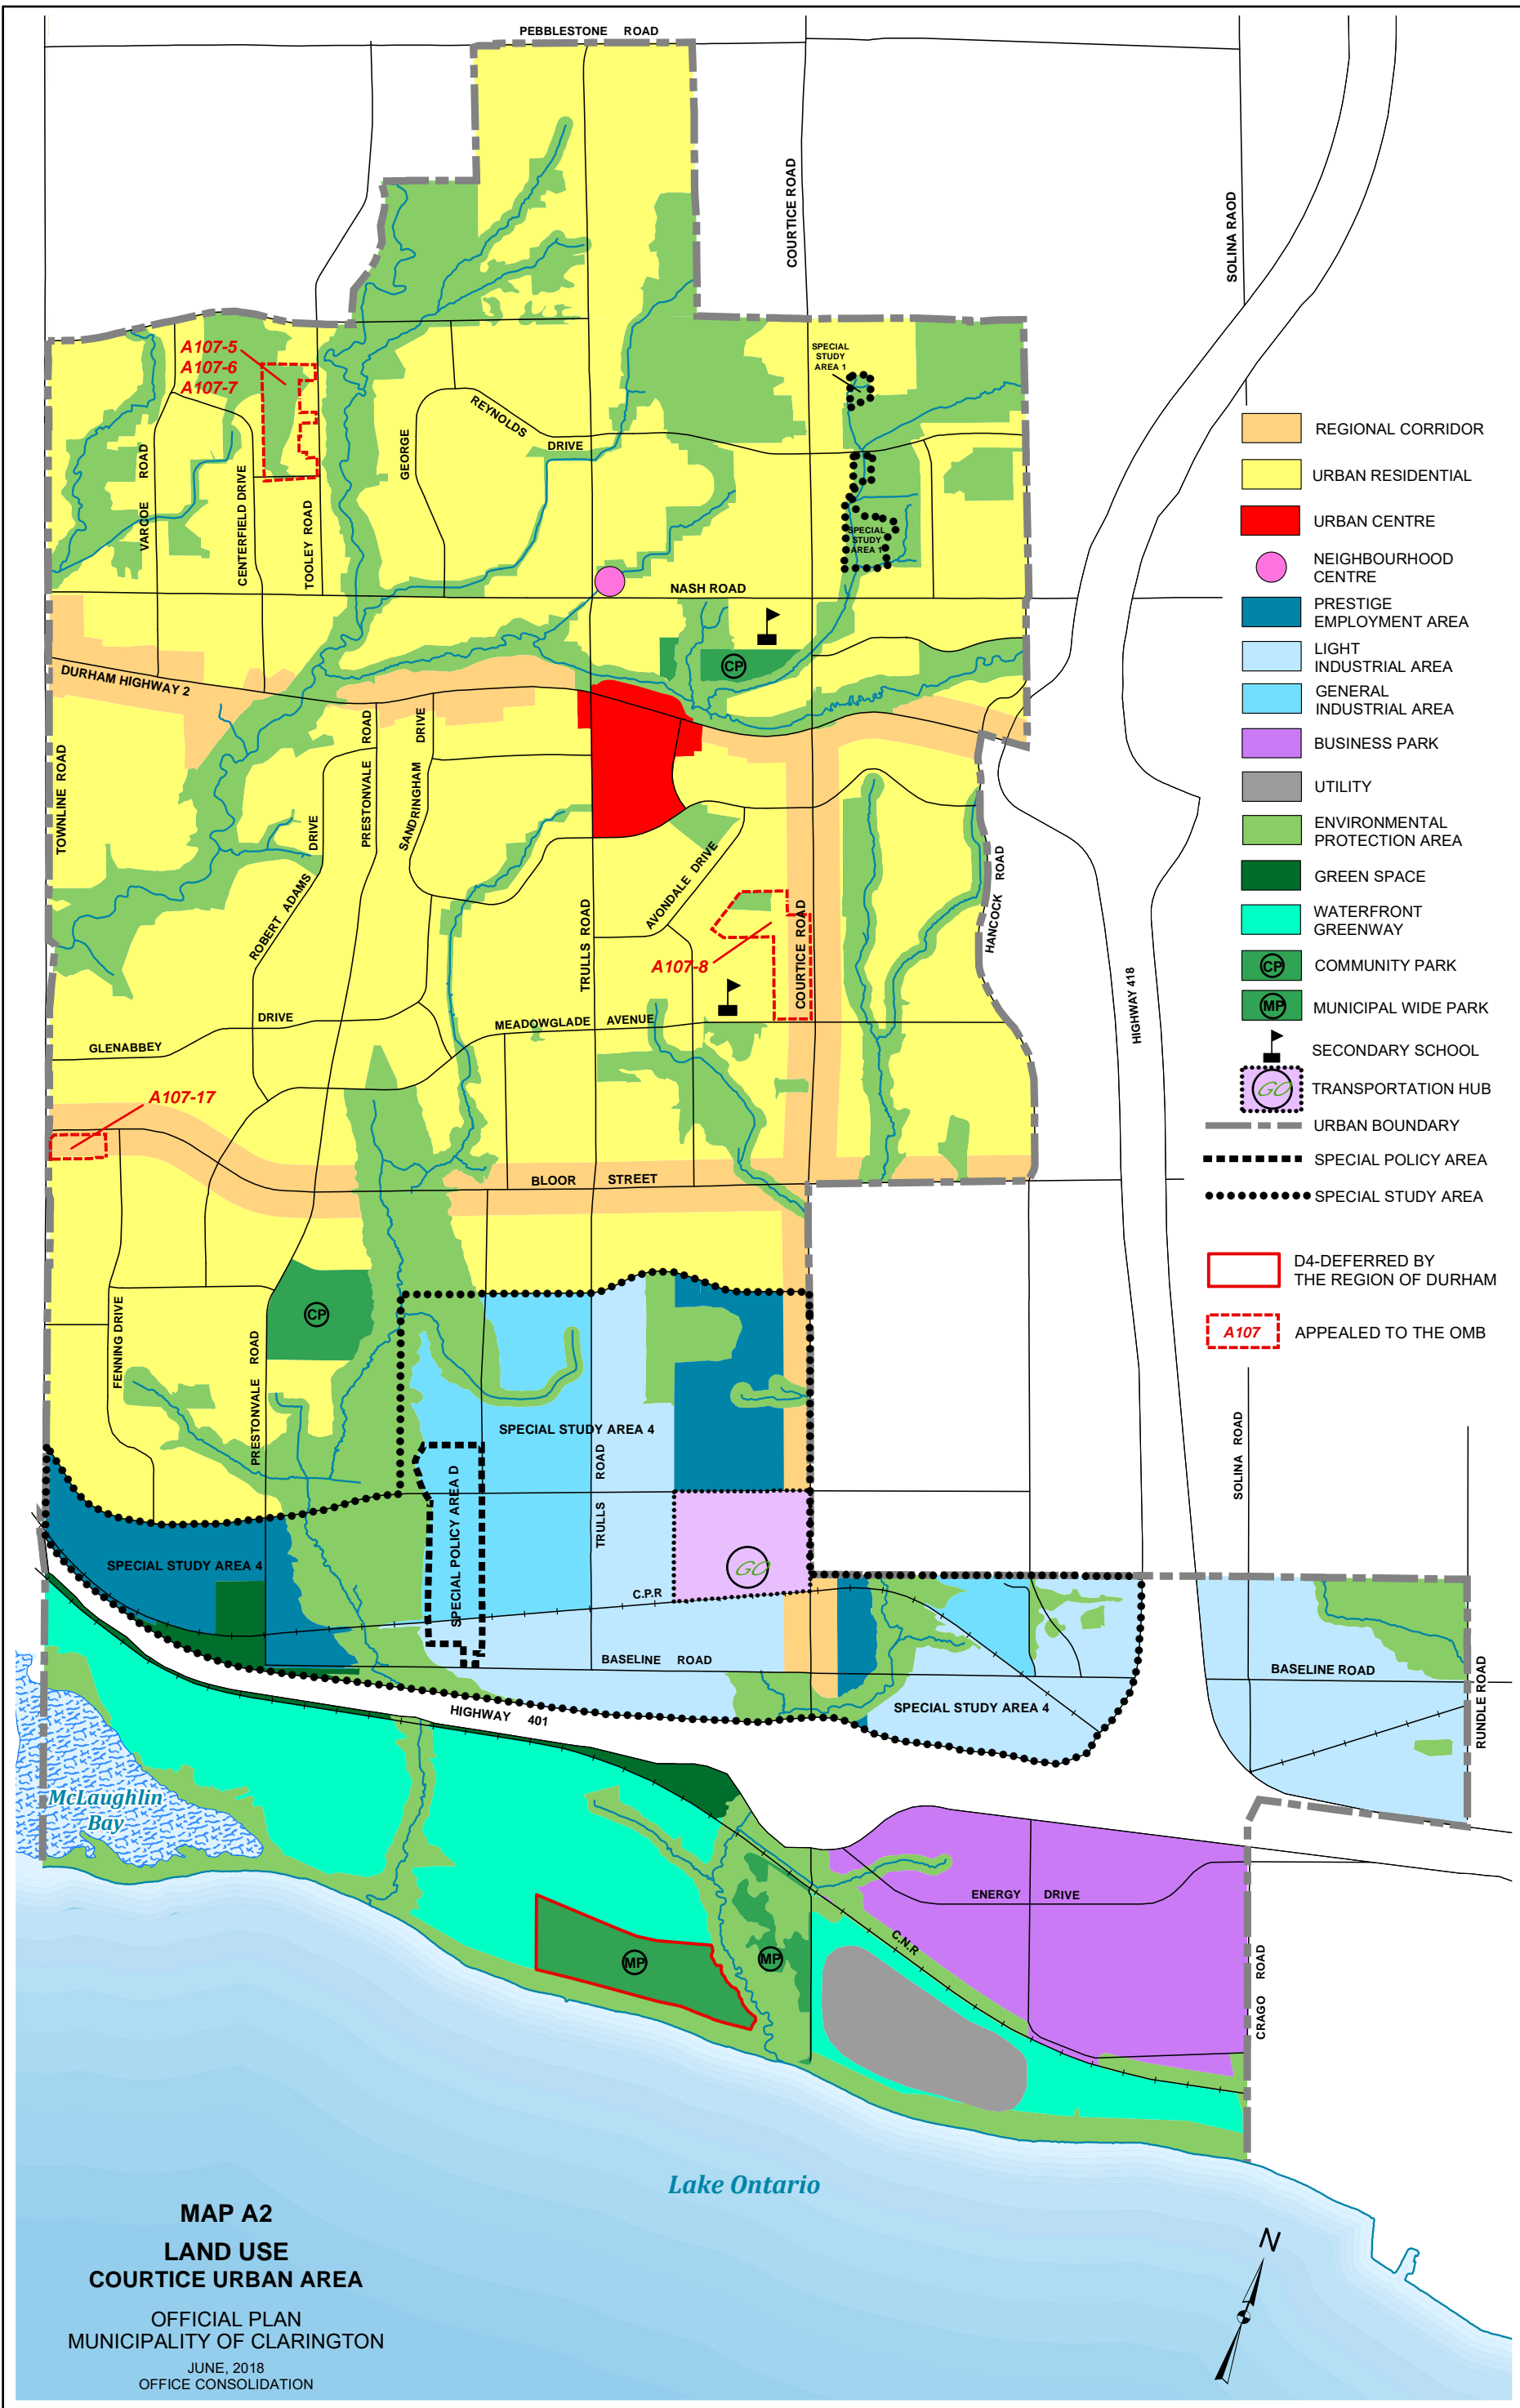 PEBBLESTONE ROAD
COURTICE ROAD
SOLINA RAOD
A107-5
A107-6
A107-7
SPECIAL
STUDY
AREA 1
REYNOLDS
DRIVE
GEORGE
VARCOE ROAD
CENTERFIELD DRIVE
TOOLEY ROAD
SPECIAL
STUDY
AREA 1
NASH ROAD
CP
DURHAM HIGHWAY 2
TOWNLINE ROAD
PRESTONVALE ROAD
SANDRINGHAM DRIVE
ROBERT ADAMS DRIVE
TRULLS ROAD
AVONDALE DRIVE
COURTICE ROAD
HANCOCK ROAD
HIGHWAY 418
A107-8
MEADOWGLADE AVENUE
GLENABBEY DRIVE
A107-17
BLOOR STREET
CP
FENNING DRIVE
PRESTONVALE ROAD
SPECIAL STUDY AREA 4
SPECIAL POLICY AREA D
TRULLS ROAD
SOLINA ROAD
SPECIAL STUDY AREA 4
GO
C.P.R
BASELINE ROAD
BASELINE ROAD
SPECIAL STUDY AREA 4
RUNDLE ROAD
HIGHWAY 401
McLaughlin
Bay
ENERGY DRIVE
C.N.R
MP
MP
CRAGO ROAD
Lake Ontario
REGIONAL CORRIDOR
URBAN RESIDENTIAL
URBAN CENTRE
NEIGHBOURHOOD
CENTRE
PRESTIGE
EMPLOYMENT AREA
LIGHT
INDUSTRIAL AREA
GENERAL
INDUSTRIAL AREA
BUSINESS PARK
UTILITY
ENVIRONMENTAL
PROTECTION AREA
GREEN SPACE
WATERFRONT
GREENWAY
CP COMMUNITY PARK
MP MUNICIPAL WIDE PARK
SECONDARY SCHOOL
GO TRANSPORTATION HUB
URBAN BOUNDARY
SPECIAL POLICY AREA
SPECIAL STUDY AREA
D4-DEFERRED BY
THE REGION OF DURHAM
A107 APPEALED TO THE OMB
N
MAP A2
LAND USE
COURTICE URBAN AREA
OFFICIAL PLAN
MUNICIPALITY OF CLARINGTON
JUNE, 2018
OFFICE CONSOLIDATION